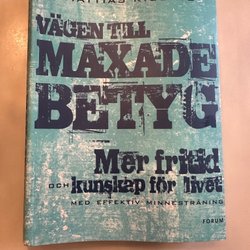 VÄGEN TILL
MAXADE
BETYG
Mer fritid
OCH kunskap för livet
MED EFFEKTIV MINNESTRÄNING
FORUM